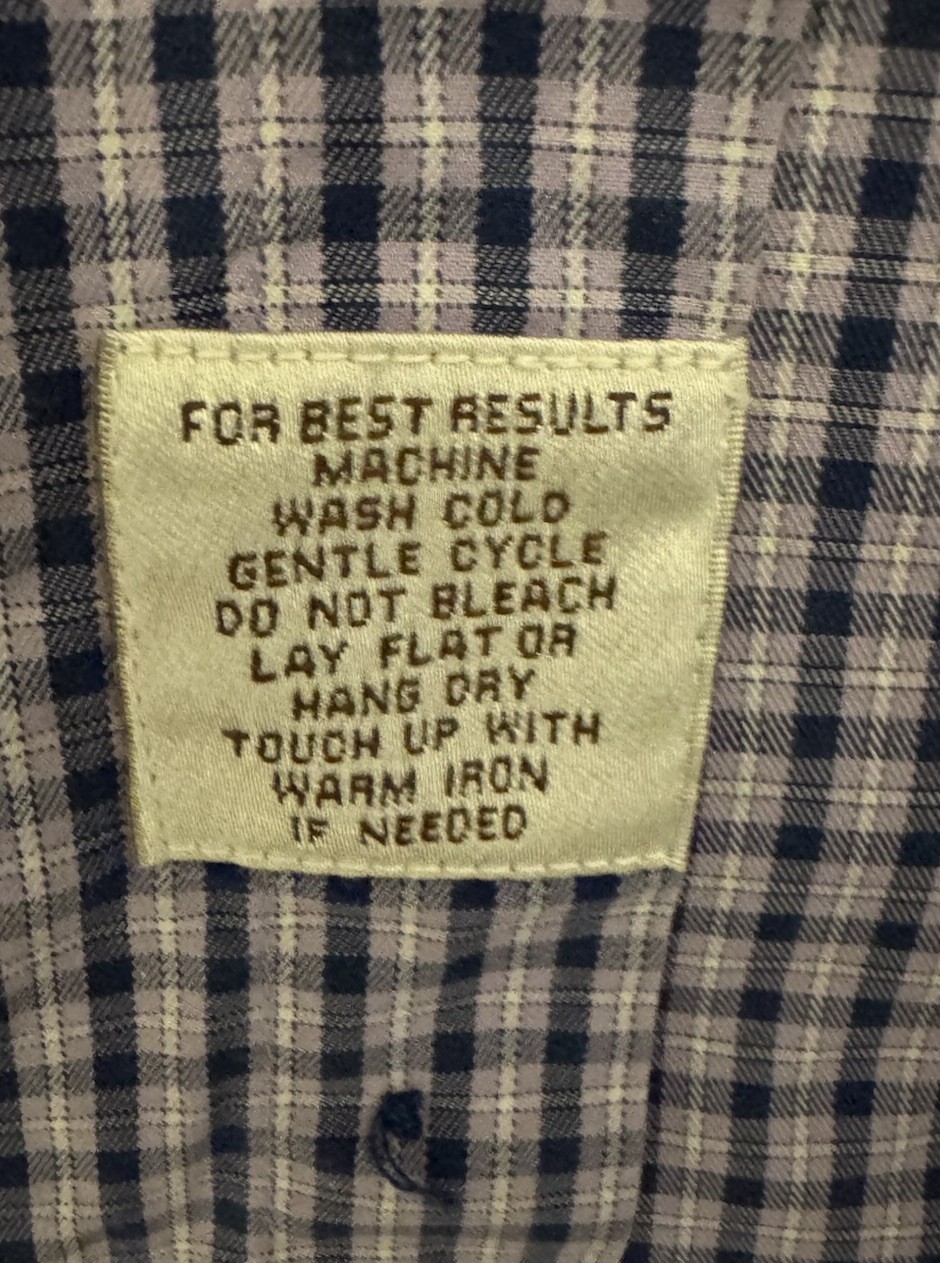 FOR BEST RESULTS
MACHINE
WASH COLD
GENTLE CYCLE
DO NOT BLEACH
LAY FLAT OR
HANG DRY
TOUCH UP WITH
WARM IRON
IF NEEDED